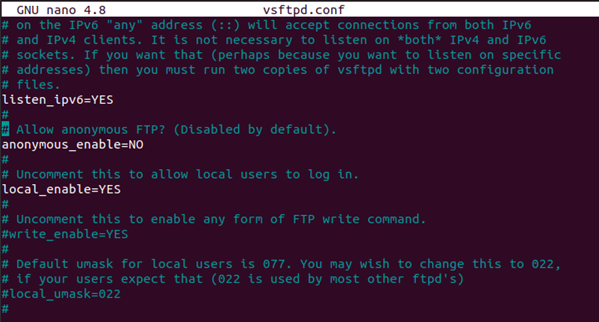 GNU nano 4.8 vsftpd.conf
# on the IPv6 "any" address (::) will accept connections from both IPv6
# and IPv4 clients. It is not necessary to listen on *both* IPv4 and IPv6
# sockets. If you want that (perhaps because you want to listen on specific
# addresses) then you must run two copies of vsftpd with two configuration
# files.
listen_ipv6=YES
#
# Allow anonymous FTP? (Disabled by default).
anonymous_enable=NO
#
# Uncomment this to allow local users to log in.
local_enable=YES
#
# Uncomment this to enable any form of FTP write command.
#write_enable=YES
#
# Default umask for local users is 077. You may wish to change this to 022,
# if your users expect that (022 is used by most other ftpd's)
#local_umask=022
#